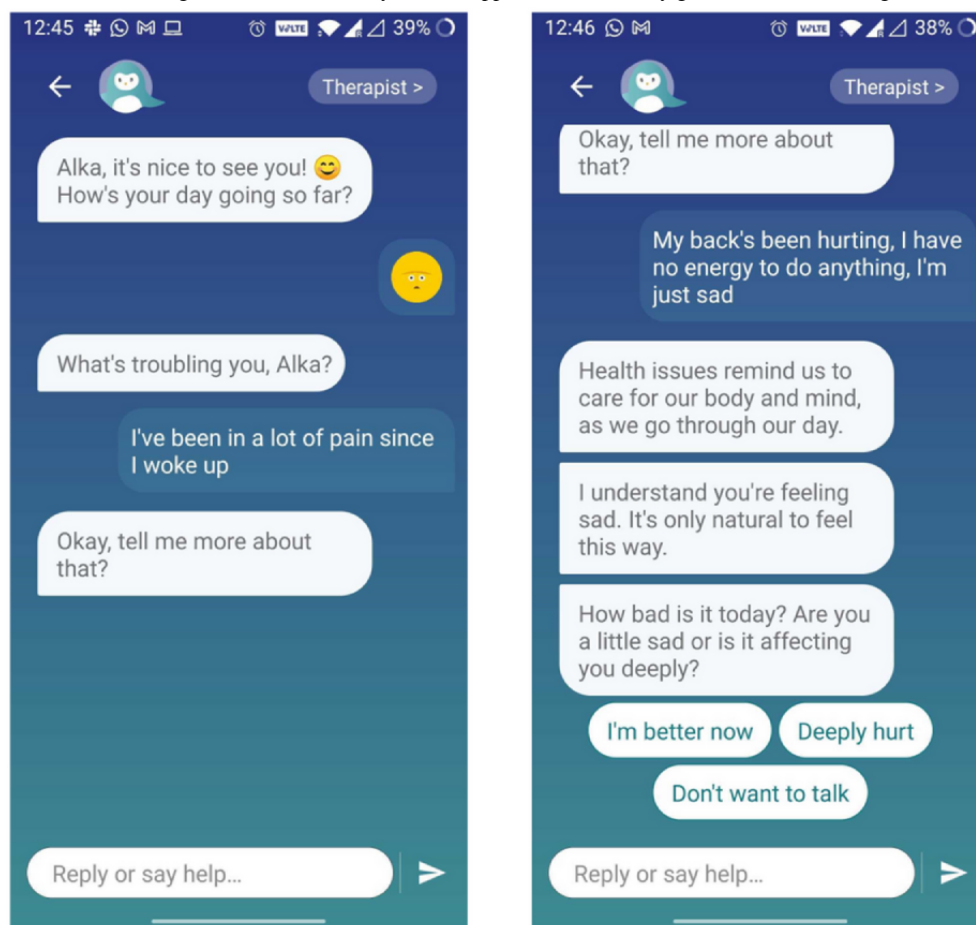 12:45
VoLTE
39%
Therapist >
Alka, it's nice to see you! 😊
How's your day going so far?
What's troubling you, Alka?
I've been in a lot of pain since
I woke up
Okay, tell me more about
that?
Reply or say help...
12:46
VoLTE
38%
Therapist >
Okay, tell me more about
that?
My back's been hurting, I have
no energy to do anything, I'm
just sad
Health issues remind us to
care for our body and mind,
as we go through our day.
I understand you're feeling
sad. It's only natural to feel
this way.
How bad is it today? Are you
a little sad or is it affecting
you deeply?
I'm better now
Deeply hurt
Don't want to talk
Reply or say help...